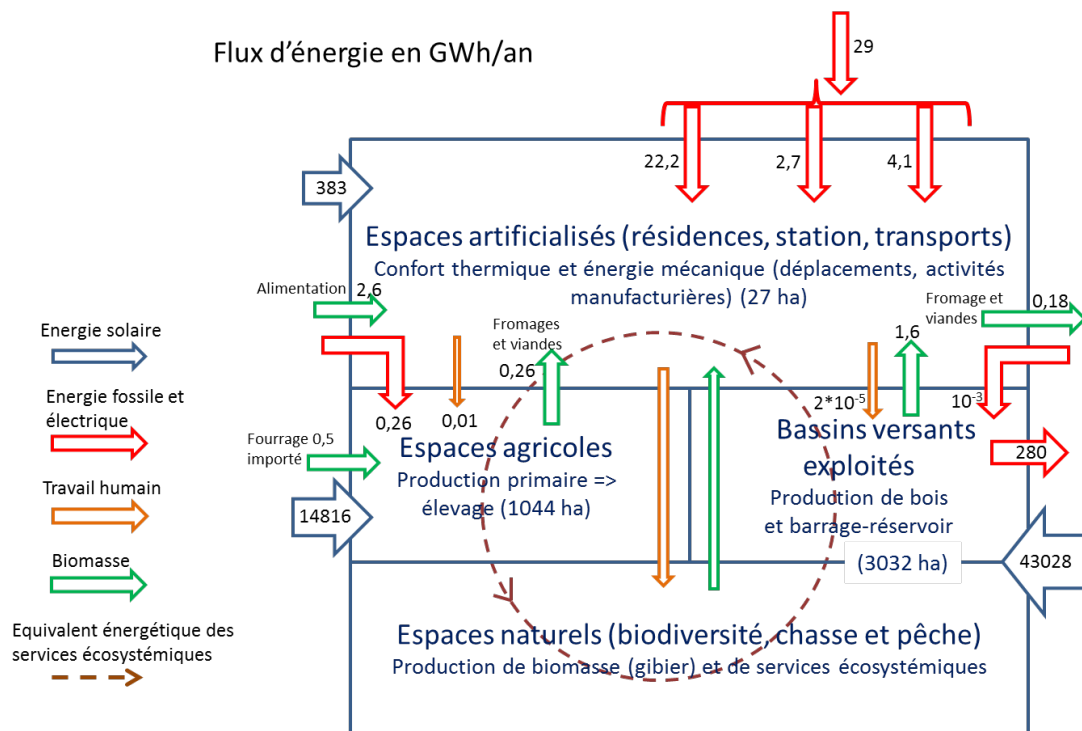 Flux d'énergie en GWh/an
29
22,2
2,7
4,1
383
Espaces artificialisés (résidences, station, transports)
Confort thermique et énergie mécanique (déplacements, activités
manufacturières) (27 ha)
Alimentation
2,6
Fromages
et viandes
0,26
1,6
Fromage et
viandes
0,18
Energie solaire
Energie fossile et
électrique
Travail humain
Biomasse
Equivalent énergétique des
services écosystémiques
0,26
0,01
2*10-5
10-3
Fourrage 0,5
importé
14816
Espaces agricoles
Production primaire =>
élevage (1044 ha)
Bassins versants
exploités
Production de bois
et barrage-réservoir
(3032 ha)
280
43028
Espaces naturels (biodiversité, chasse et pêche)
Production de biomasse (gibier) et de services écosystémiques